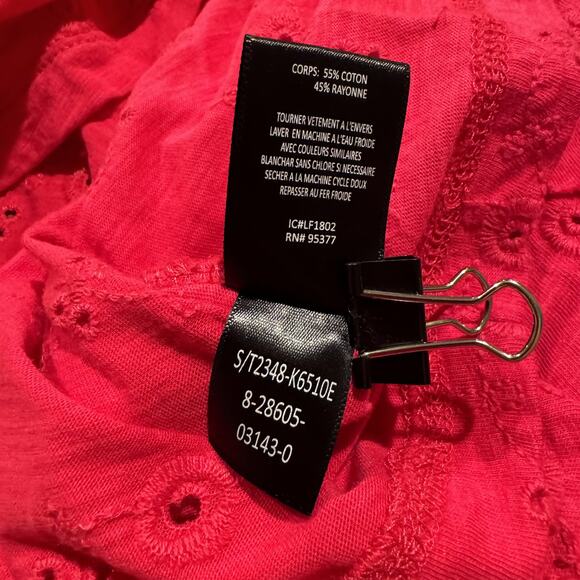 CORPS: 55% COTON
45% RAYONNE
TOURNER VETEMENT A L'ENVERS
LAVER EN MACHINE A L'EAU FROIDE
AVEC COULEURS SIMILAIRES
BLANCHAR SANS CHLORE SI NECESSAIRE
SECHER A LA MACHINE CYCLE DOUX
REPASSER AU FER FROIDE
IC#LF1802
RN# 95377
S/T2348-K6510E
8-28605-
03143-0